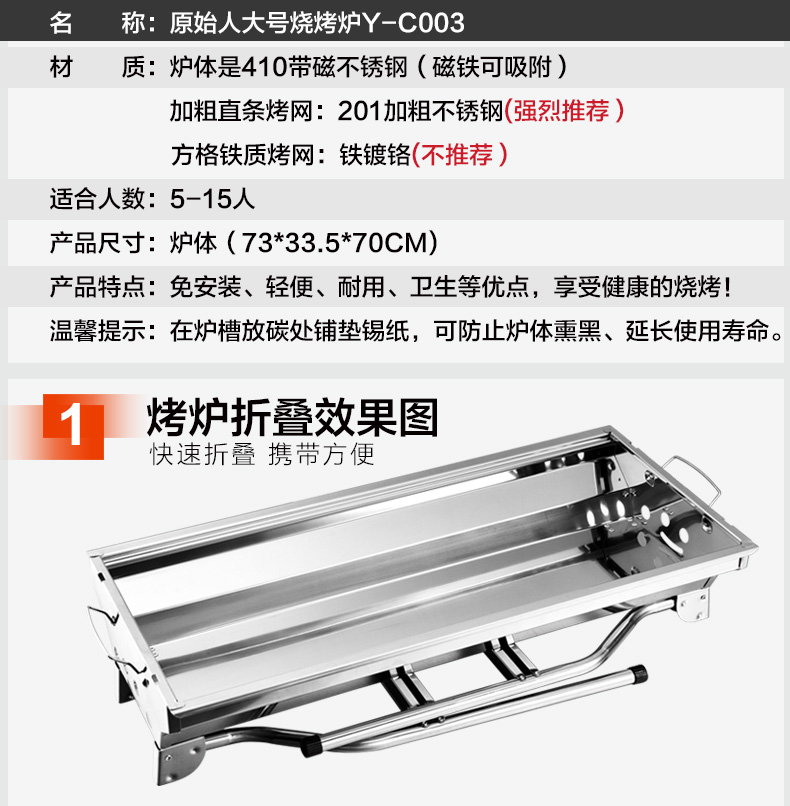 名 称：原始人大号烧烤炉Y-C003
材 质：炉体是410带磁不锈钢（磁铁可吸附）
加粗直条烤网：201加粗不锈钢(强烈推荐）
方格铁质烤网：铁镀铬(不推荐）
适合人数：5-15人
产品尺寸：炉体（73*33.5*70CM）
产品特点：免安装、轻便、耐用、卫生等优点，享受健康的烧烤！
温馨提示：在炉槽放碳处铺垫锡纸，可防止炉体熏黑、延长使用寿命。
1 烤炉折叠效果图
快速折叠 携带方便